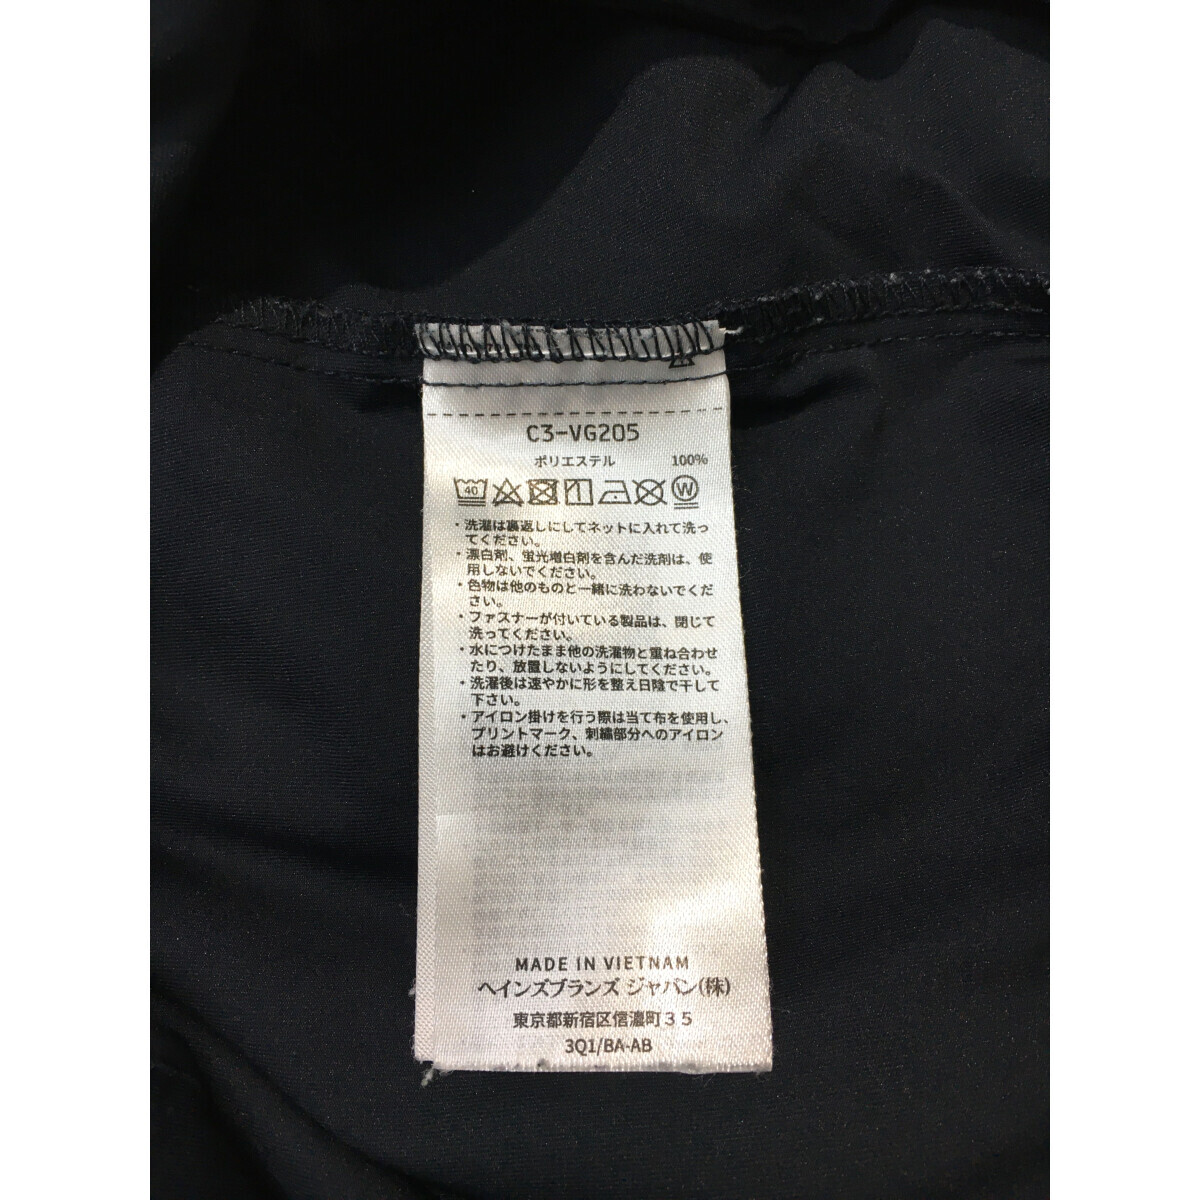 C3-VG205
ポリエステル 100%
40 W
・洗濯は裏返しにしてネットに入れて洗っ
てください。
・漂白剤、蛍光増白剤を含んだ洗剤は、使
用しないでください。
・色物は他のものと一緒に洗わないでくだ
さい。
・ファスナーが付いている製品は、閉じて
洗ってください。
・水につけたまま他の洗濯物と重ね合わせ
たり、放置しないようにしてください。
・洗濯後は速やかに形を整え日陰で干して
下さい。
・アイロン掛けを行う際は当て布を使用し、
プリントマーク、刺繍部分へのアイロン
はお避けください。
MADE IN VIETNAM
ヘインズブランズ ジャパン(株)
東京都新宿区信濃町35
3Q1/BA-AB